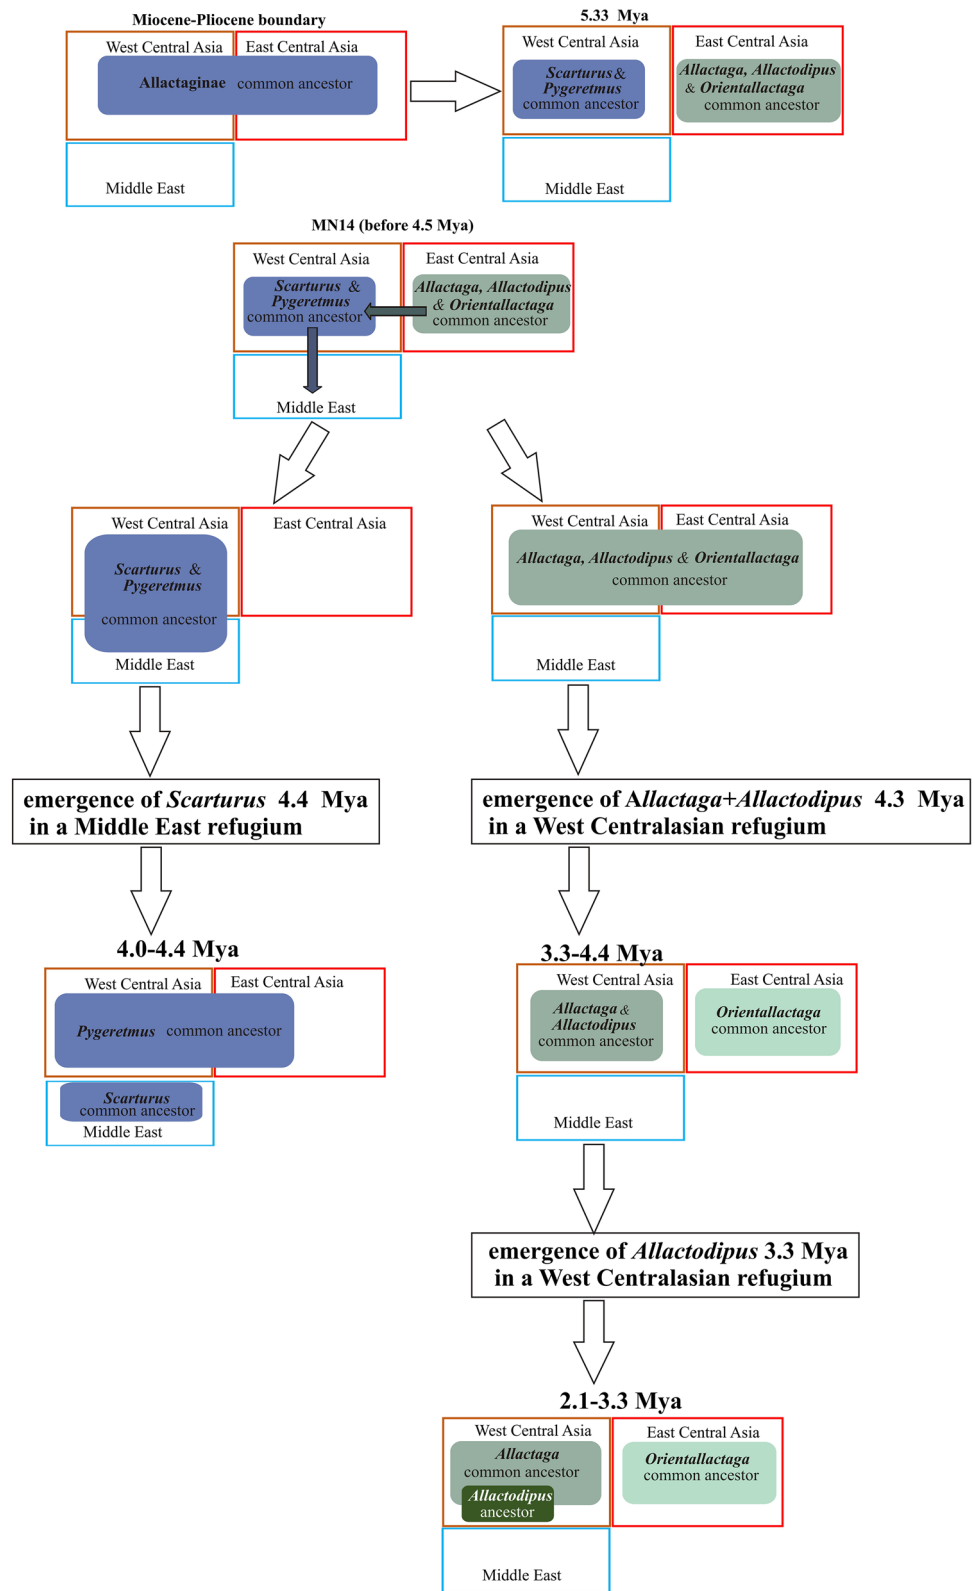 Miocene-Pliocene boundary
West Central Asia
East Central Asia
Allactaginae common ancestor
Middle East
5.33 Mya
West Central Asia
East Central Asia
Scarturus &
Pygeretmus
common ancestor
Allactaga, Allactodipus
& Orientallactaga
common ancestor
Middle East
MN14 (before 4.5 Mya)
West Central Asia
East Central Asia
Scarturus &
Pygeretmus
common ancestor
Allactaga, Allactodipus
& Orientallactaga
common ancestor
Middle East
West Central Asia
East Central Asia
Scarturus &
Pygeretmus
common ancestor
Middle East
West Central Asia
East Central Asia
Allactaga, Allactodipus & Orientallactaga
common ancestor
Middle East
emergence of Scarturus 4.4 Mya
in a Middle East refugium
emergence of Allactaga+Allactodipus 4.3 Mya
in a West Centralasian refugium
4.0-4.4 Mya
West Central Asia
East Central Asia
Pygeretmus common ancestor
Scarturus
common ancestor
Middle East
3.3-4.4 Mya
West Central Asia
East Central Asia
Allactaga &
Allactodipus
common ancestor
Orientallactaga
common ancestor
Middle East
emergence of Allactodipus 3.3 Mya
in a West Centralasian refugium
2.1-3.3 Mya
West Central Asia
East Central Asia
Allactaga
common ancestor
Allactodipus
ancestor
Orientallactaga
common ancestor
Middle East